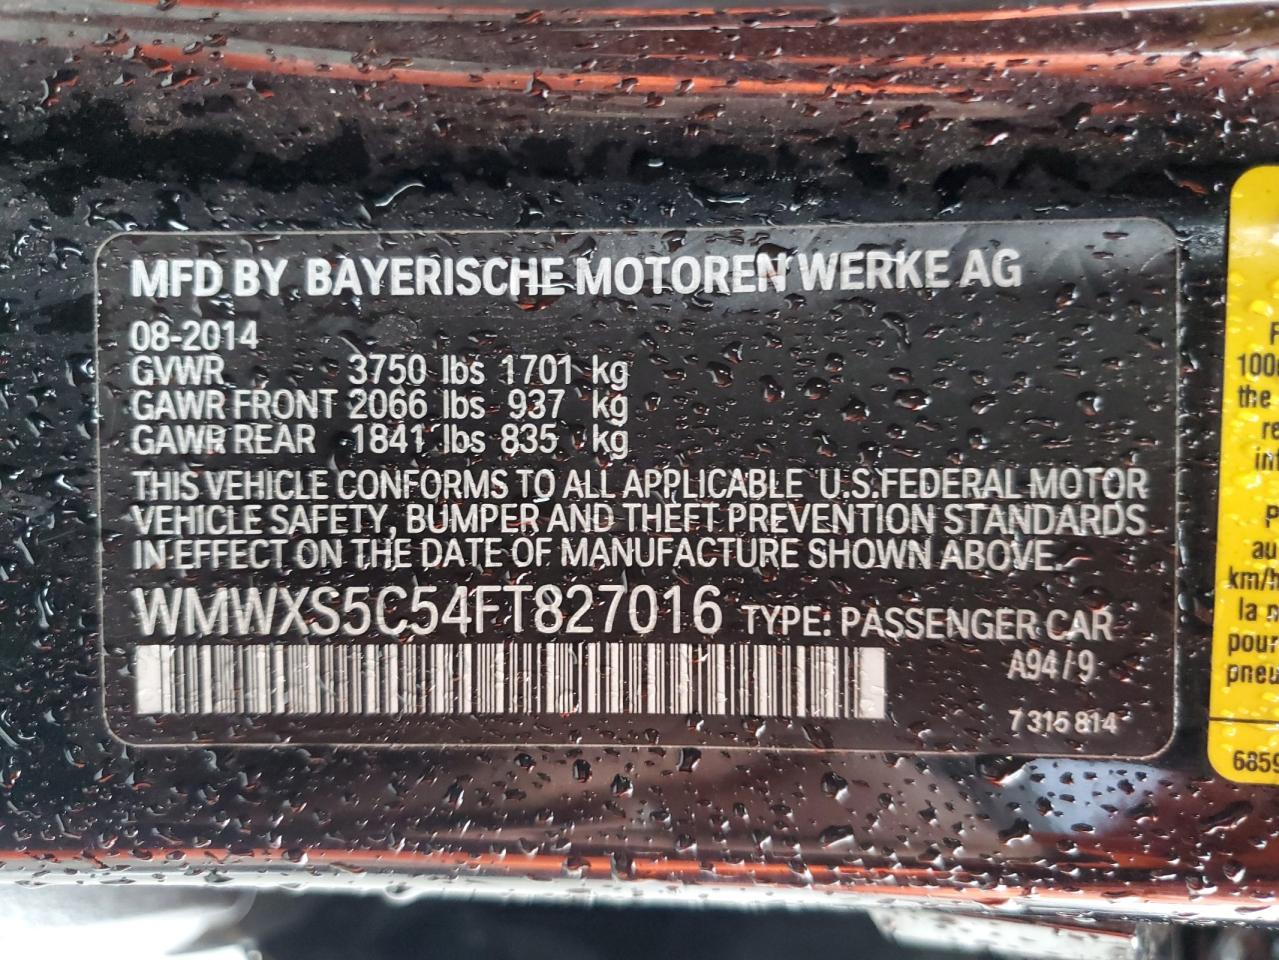 MFD BY BAYERISCHE MOTOREN WERKE AG
08-2014
GVWR 3750 lbs 1701 kg
GAWR FRONT 2066 lbs 937 kg
GAWR REAR 1841 lbs 835 kg
THIS VEHICLE CONFORMS TO ALL APPLICABLE U.S.FEDERAL MOTOR
VEHICLE SAFETY, BUMPER AND THEFT PREVENTION STANDARDS
IN EFFECT ON THE DATE OF MANUFACTURE SHOWN ABOVE.
WMWXS5C54FT827016 TYPE: PASSENGER CAR
A94/9
7 315 814
the
km/h
la
pour